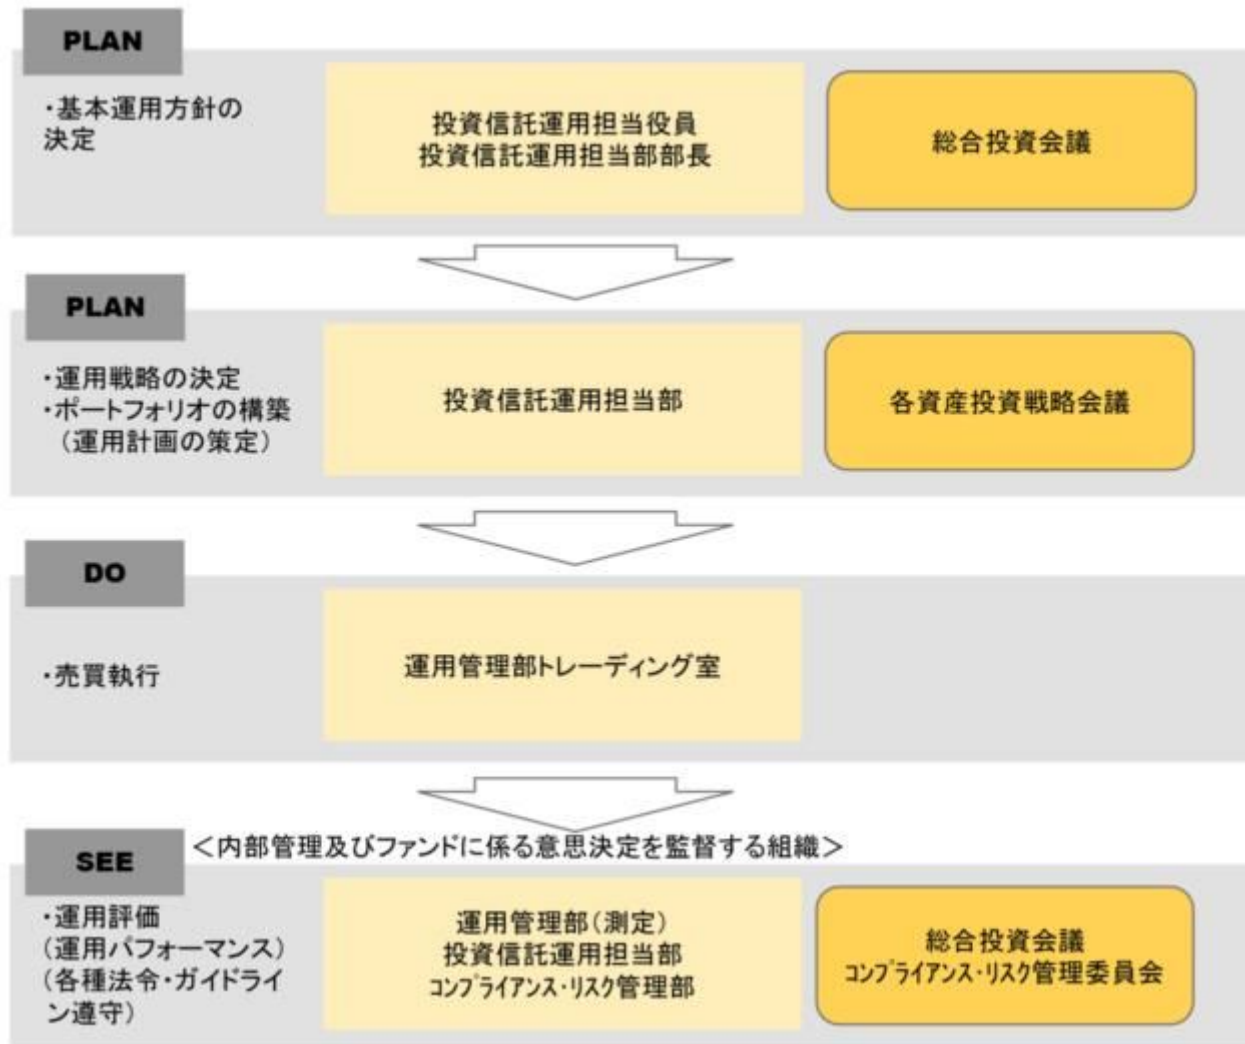 PLAN
・基本運用方針の
決定
投資信託運用担当役員
投資信託運用担当部部長
総合投資会議
PLAN
・運用戦略の決定
・ポートフォリオの構築
（運用計画の策定）
投資信託運用担当部
各資産投資戦略会議
DO
・売買執行
運用管理部トレーディング室
SEE
＜内部管理及びファンドに係る意思決定を監督する組織＞
・運用評価
(運用パフォーマンス)
(各種法令・ガイドライ
ン遵守)
運用管理部(測定)
投資信託運用担当部
ｺﾝﾌﾟﾗｲｱﾝｽ・ﾘｽｸ管理部
総合投資会議
ｺﾝﾌﾟﾗｲｱﾝｽ・ﾘｽｸ管理委員会